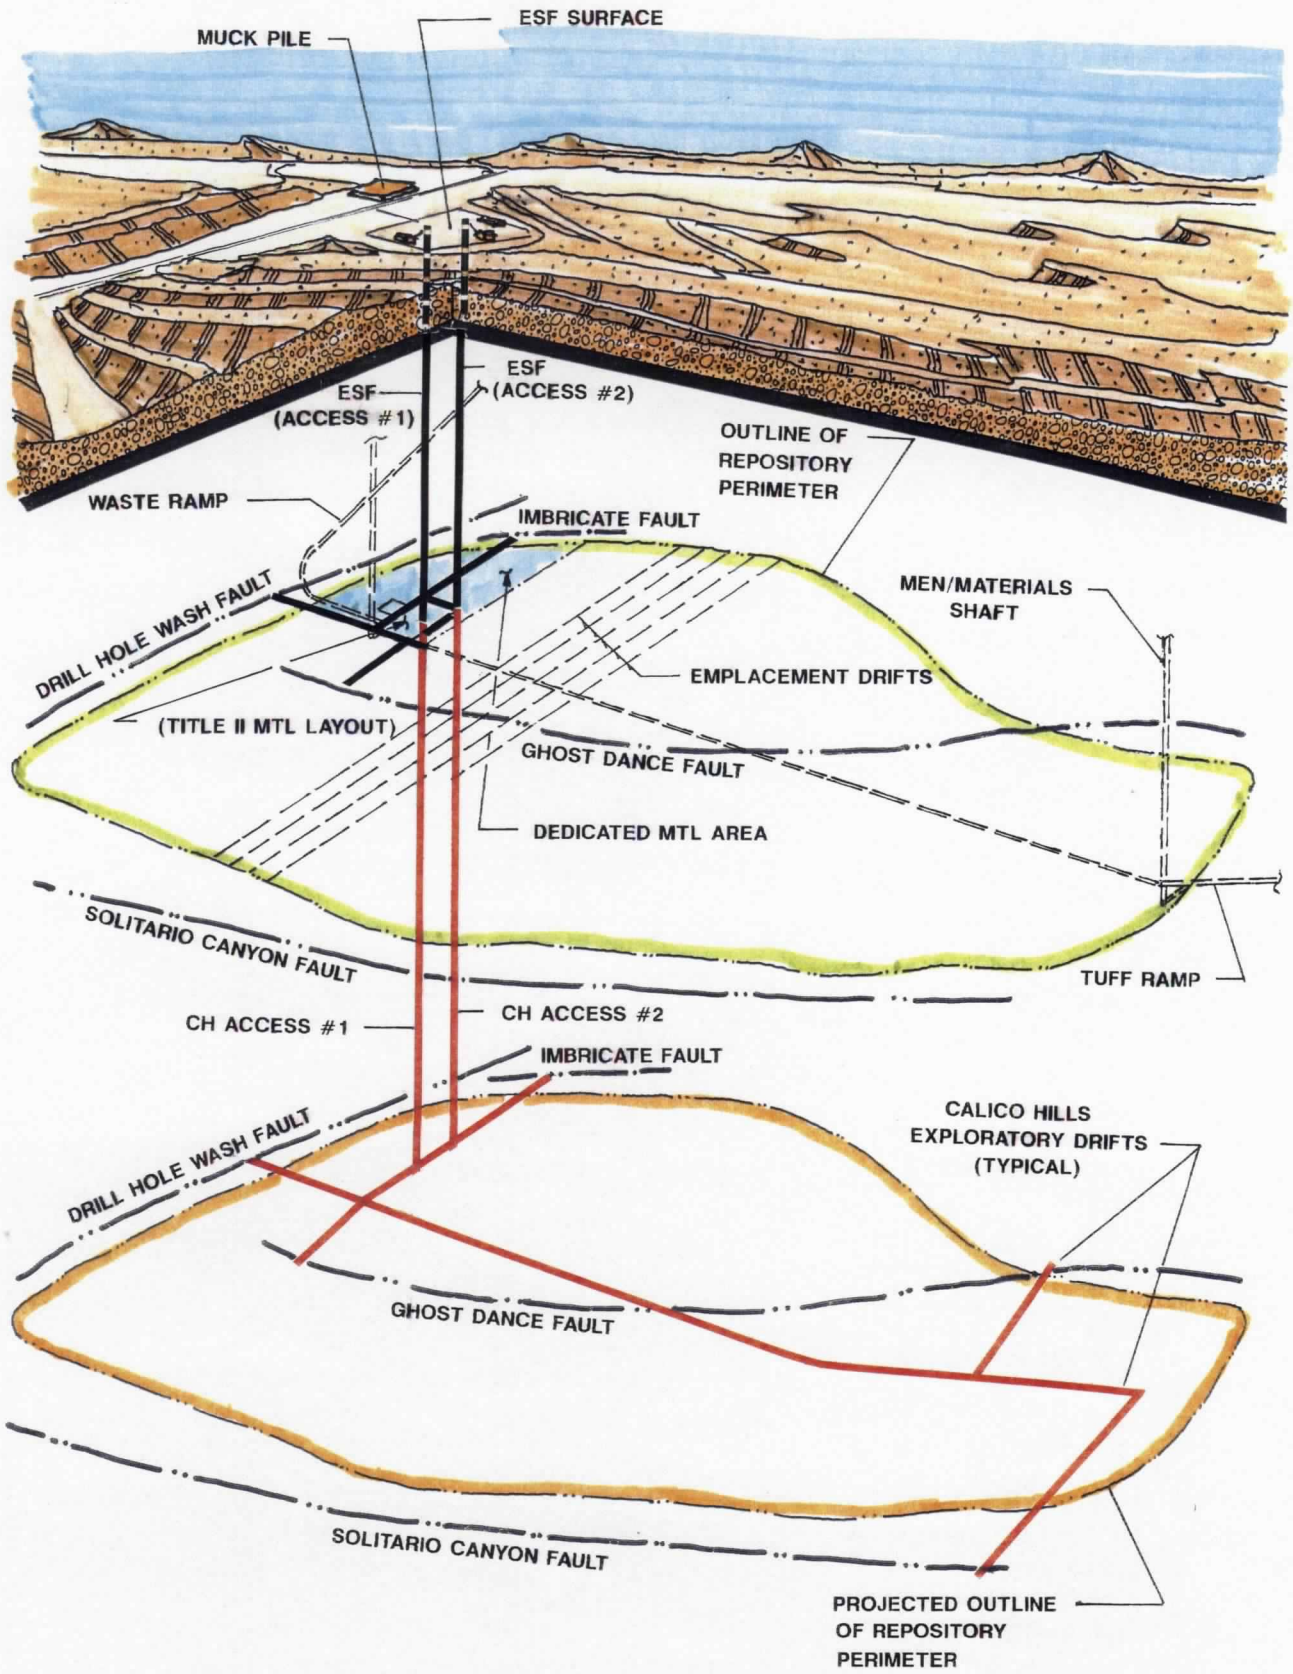 ESF SURFACE
MUCK PILE
ESF
(ACCESS #1)
ESF
(ACCESS #2)
OUTLINE OF
REPOSITORY
PERIMETER
WASTE RAMP
IMBRICATE FAULT
MEN/MATERIALS
SHAFT
DRILL HOLE WASH FAULT
EMPLACEMENT DRIFTS
(TITLE II MTL LAYOUT)
GHOST DANCE FAULT
DEDICATED MTL AREA
SOLITARIO CANYON FAULT
TUFF RAMP
CH ACCESS #1
CH ACCESS #2
IMBRICATE FAULT
CALICO HILLS
EXPLORATORY DRIFTS
(TYPICAL)
DRILL HOLE WASH FAULT
GHOST DANCE FAULT
SOLITARIO CANYON FAULT
PROJECTED OUTLINE
OF REPOSITORY
PERIMETER